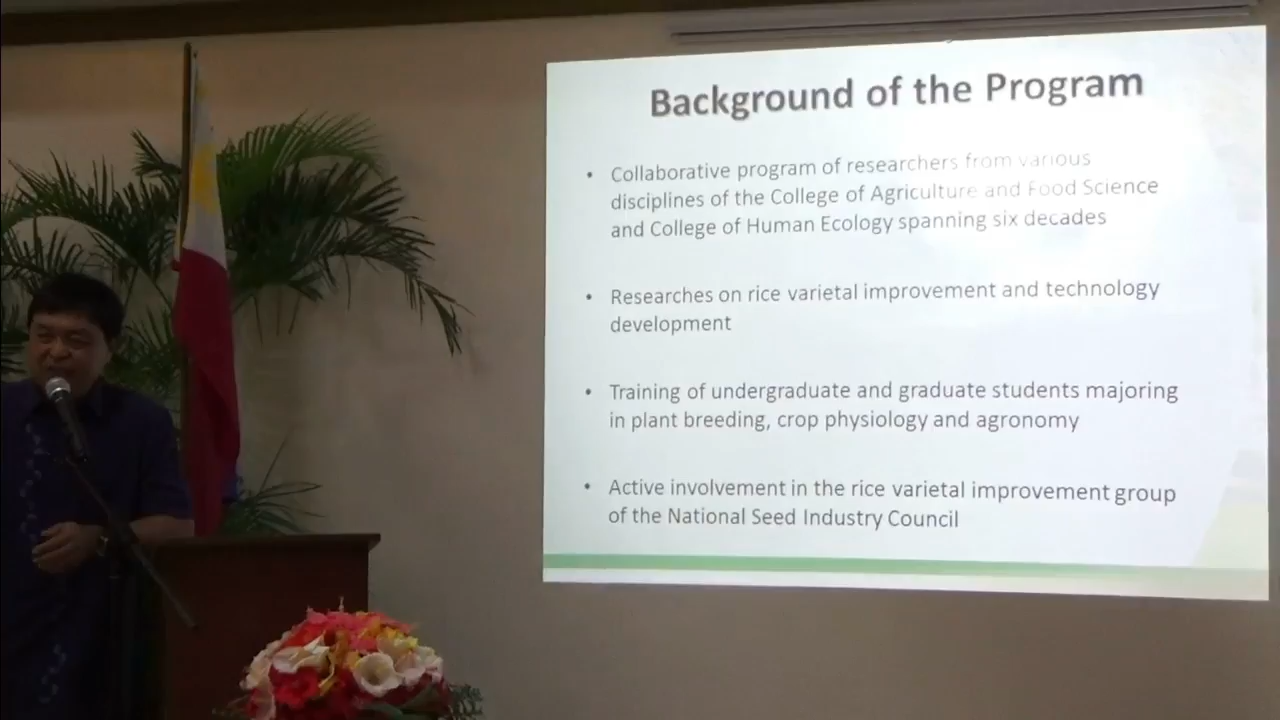 Background of the Program
• Collaborative program of researchers from various
disciplines of the College of Agriculture and Food Science
and College of Human Ecology spanning six decades
• Researches on rice varietal improvement and technology
development
• Training of undergraduate and graduate students majoring
in plant breeding, crop physiology and agronomy
• Active involvement in the rice varietal improvement group
of the National Seed Industry Council